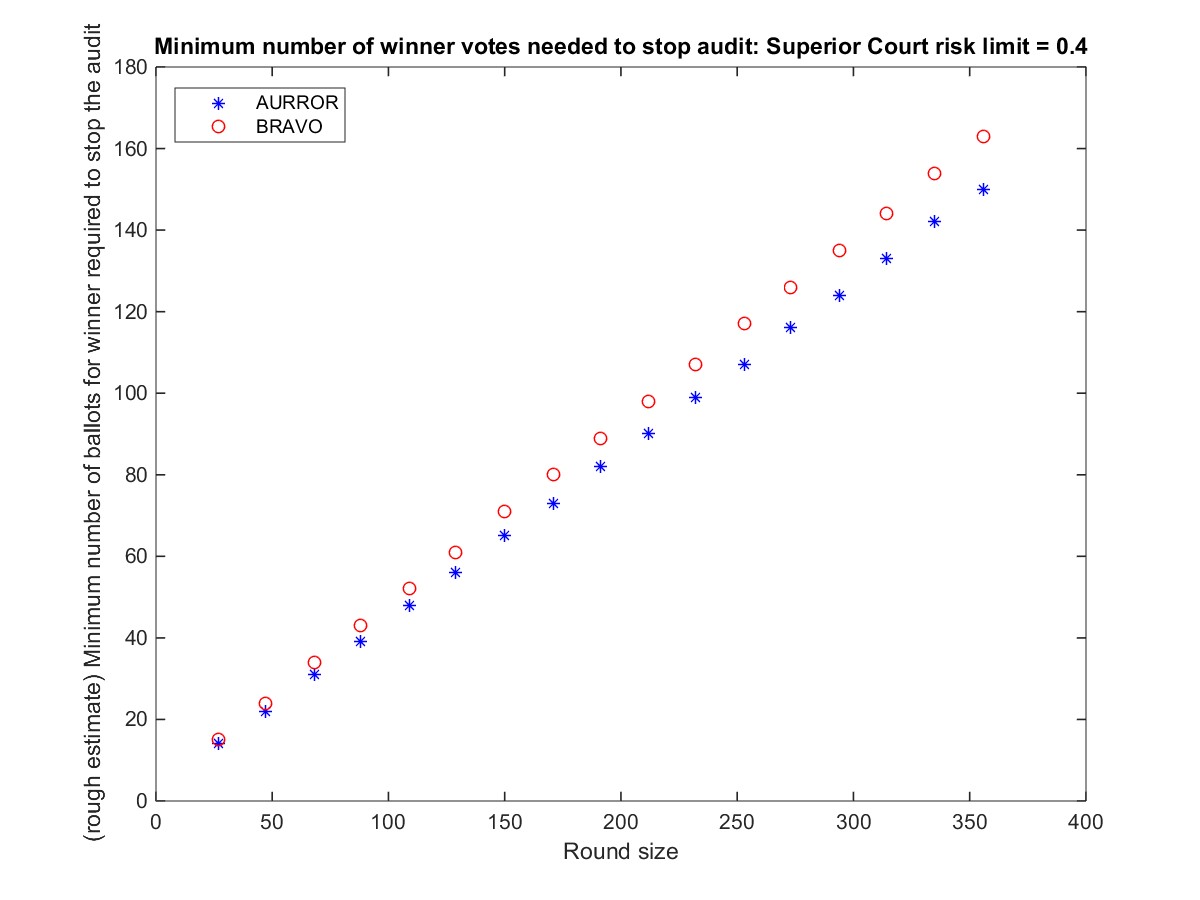 Minimum number of winner votes needed to stop audit: Superior Court risk limit = 0.4
(rough estimate) Minimum number of ballots for winner required to stop the audit
180
160
140
120
100
80
60
40
20
0
AURROR
BRAVO
0 50 100 150 200 250 300 350 400
Round size